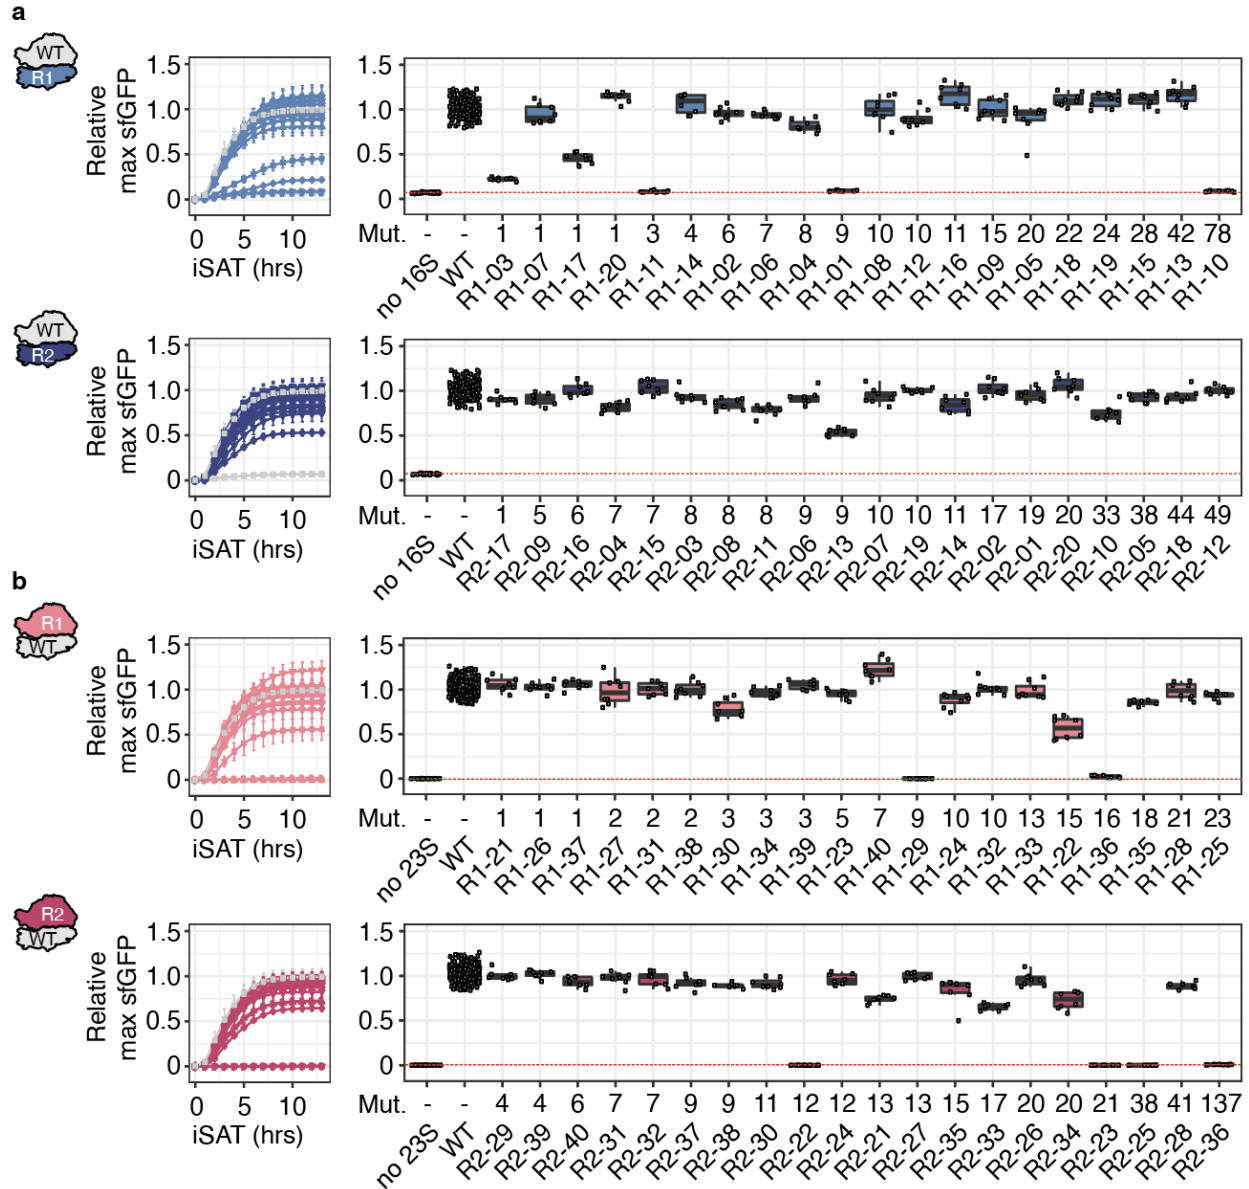 a
WT
R1
Relative
max sfGFP
1.5
1.0
0.5
0
0 5 10
iSAT (hrs)
1.5
1.0
0.5
0
Mut. - - 1 1 1 1 3 4 6 7 8 9 10 10 11 15 20 22 24 28 42 78
no 16S WT R1-03 R1-07 R1-17 R1-20 R1-11 R1-14 R1-02 R1-06 R1-04 R1-01 R1-08 R1-12 R1-16 R1-09 R1-05 R1-18 R1-19 R1-15 R1-13 R1-10
WT
R2
Relative
max sfGFP
1.5
1.0
0.5
0
0 5 10
iSAT (hrs)
1.5
1.0
0.5
0
Mut. - - 1 5 6 7 7 8 8 8 9 9 10 10 11 17 19 20 33 38 44 49
no 16S WT R2-17 R2-09 R2-16 R2-04 R2-15 R2-03 R2-08 R2-11 R2-06 R2-13 R2-07 R2-19 R2-14 R2-02 R2-01 R2-20 R2-10 R2-05 R2-18 R2-12
b
R1
WT
Relative
max sfGFP
1.5
1.0
0.5
0
0 5 10
iSAT (hrs)
1.5
1.0
0.5
0
Mut. - - 1 1 1 2 2 2 3 3 3 5 7 9 10 10 13 15 16 18 21 23
no 23S WT R1-21 R1-26 R1-37 R1-27 R1-31 R1-38 R1-30 R1-34 R1-39 R1-23 R1-40 R1-29 R1-24 R1-32 R1-33 R1-22 R1-36 R1-35 R1-28 R1-25
R2
WT
Relative
max sfGFP
1.5
1.0
0.5
0
0 5 10
iSAT (hrs)
1.5
1.0
0.5
0
Mut. - - 4 4 6 7 7 9 9 11 12 12 13 13 15 17 20 20 21 38 41 137
no 23S WT R2-29 R2-39 R2-40 R2-31 R2-32 R2-37 R2-38 R2-30 R2-22 R2-24 R2-21 R2-27 R2-35 R2-33 R2-26 R2-34 R2-23 R2-25 R2-28 R2-36